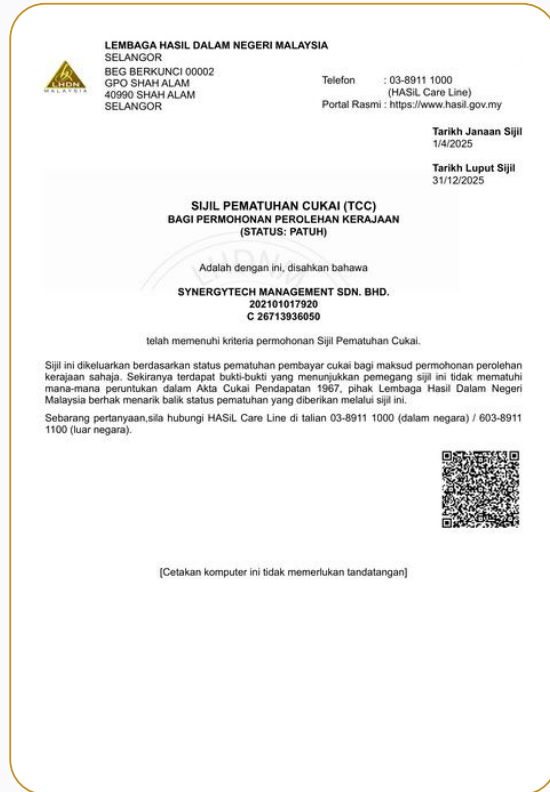 LEMBAGA HASIL DALAM NEGERI MALAYSIA
SELANGOR
BEG BERKUNCI 00002
GPO SHAH ALAM
40990 SHAH ALAM
SELANGOR
LHDN
MALAYSIA
Telefon : 03-8911 1000
(HASiL Care Line)
Portal Rasmi : https://www.hasil.gov.my
Tarikh Janaan Sijil
1/4/2025
Tarikh Luput Sijil
31/12/2025
SIJIL PEMATUHAN CUKAI (TCC)
BAGI PERMOHONAN PEROLEHAN KERAJAAN
(STATUS: PATUH)
LHDNM
Adalah dengan ini, disahkan bahawa
SYNERGYTECH MANAGEMENT SDN. BHD.
202101017920
C 26713936050
telah memenuhi kriteria permohonan Sijil Pematuhan Cukai.
Sijil ini dikeluarkan berdasarkan status pematuhan pembayar cukai bagi maksud permohonan perolehan
kerajaan sahaja. Sekiranya terdapat bukti-bukti yang menunjukkan pemegang sijil ini tidak mematuhi
mana-mana peruntukan dalam Akta Cukai Pendapatan 1967, pihak Lembaga Hasil Dalam Negeri
Malaysia berhak menarik balik status pematuhan yang diberikan melalui sijil ini.
Sebarang pertanyaan,sila hubungi HASiL Care Line di talian 03-8911 1000 (dalam negara) / 603-8911
1100 (luar negara).
[Cetakan komputer ini tidak memerlukan tandatangan]